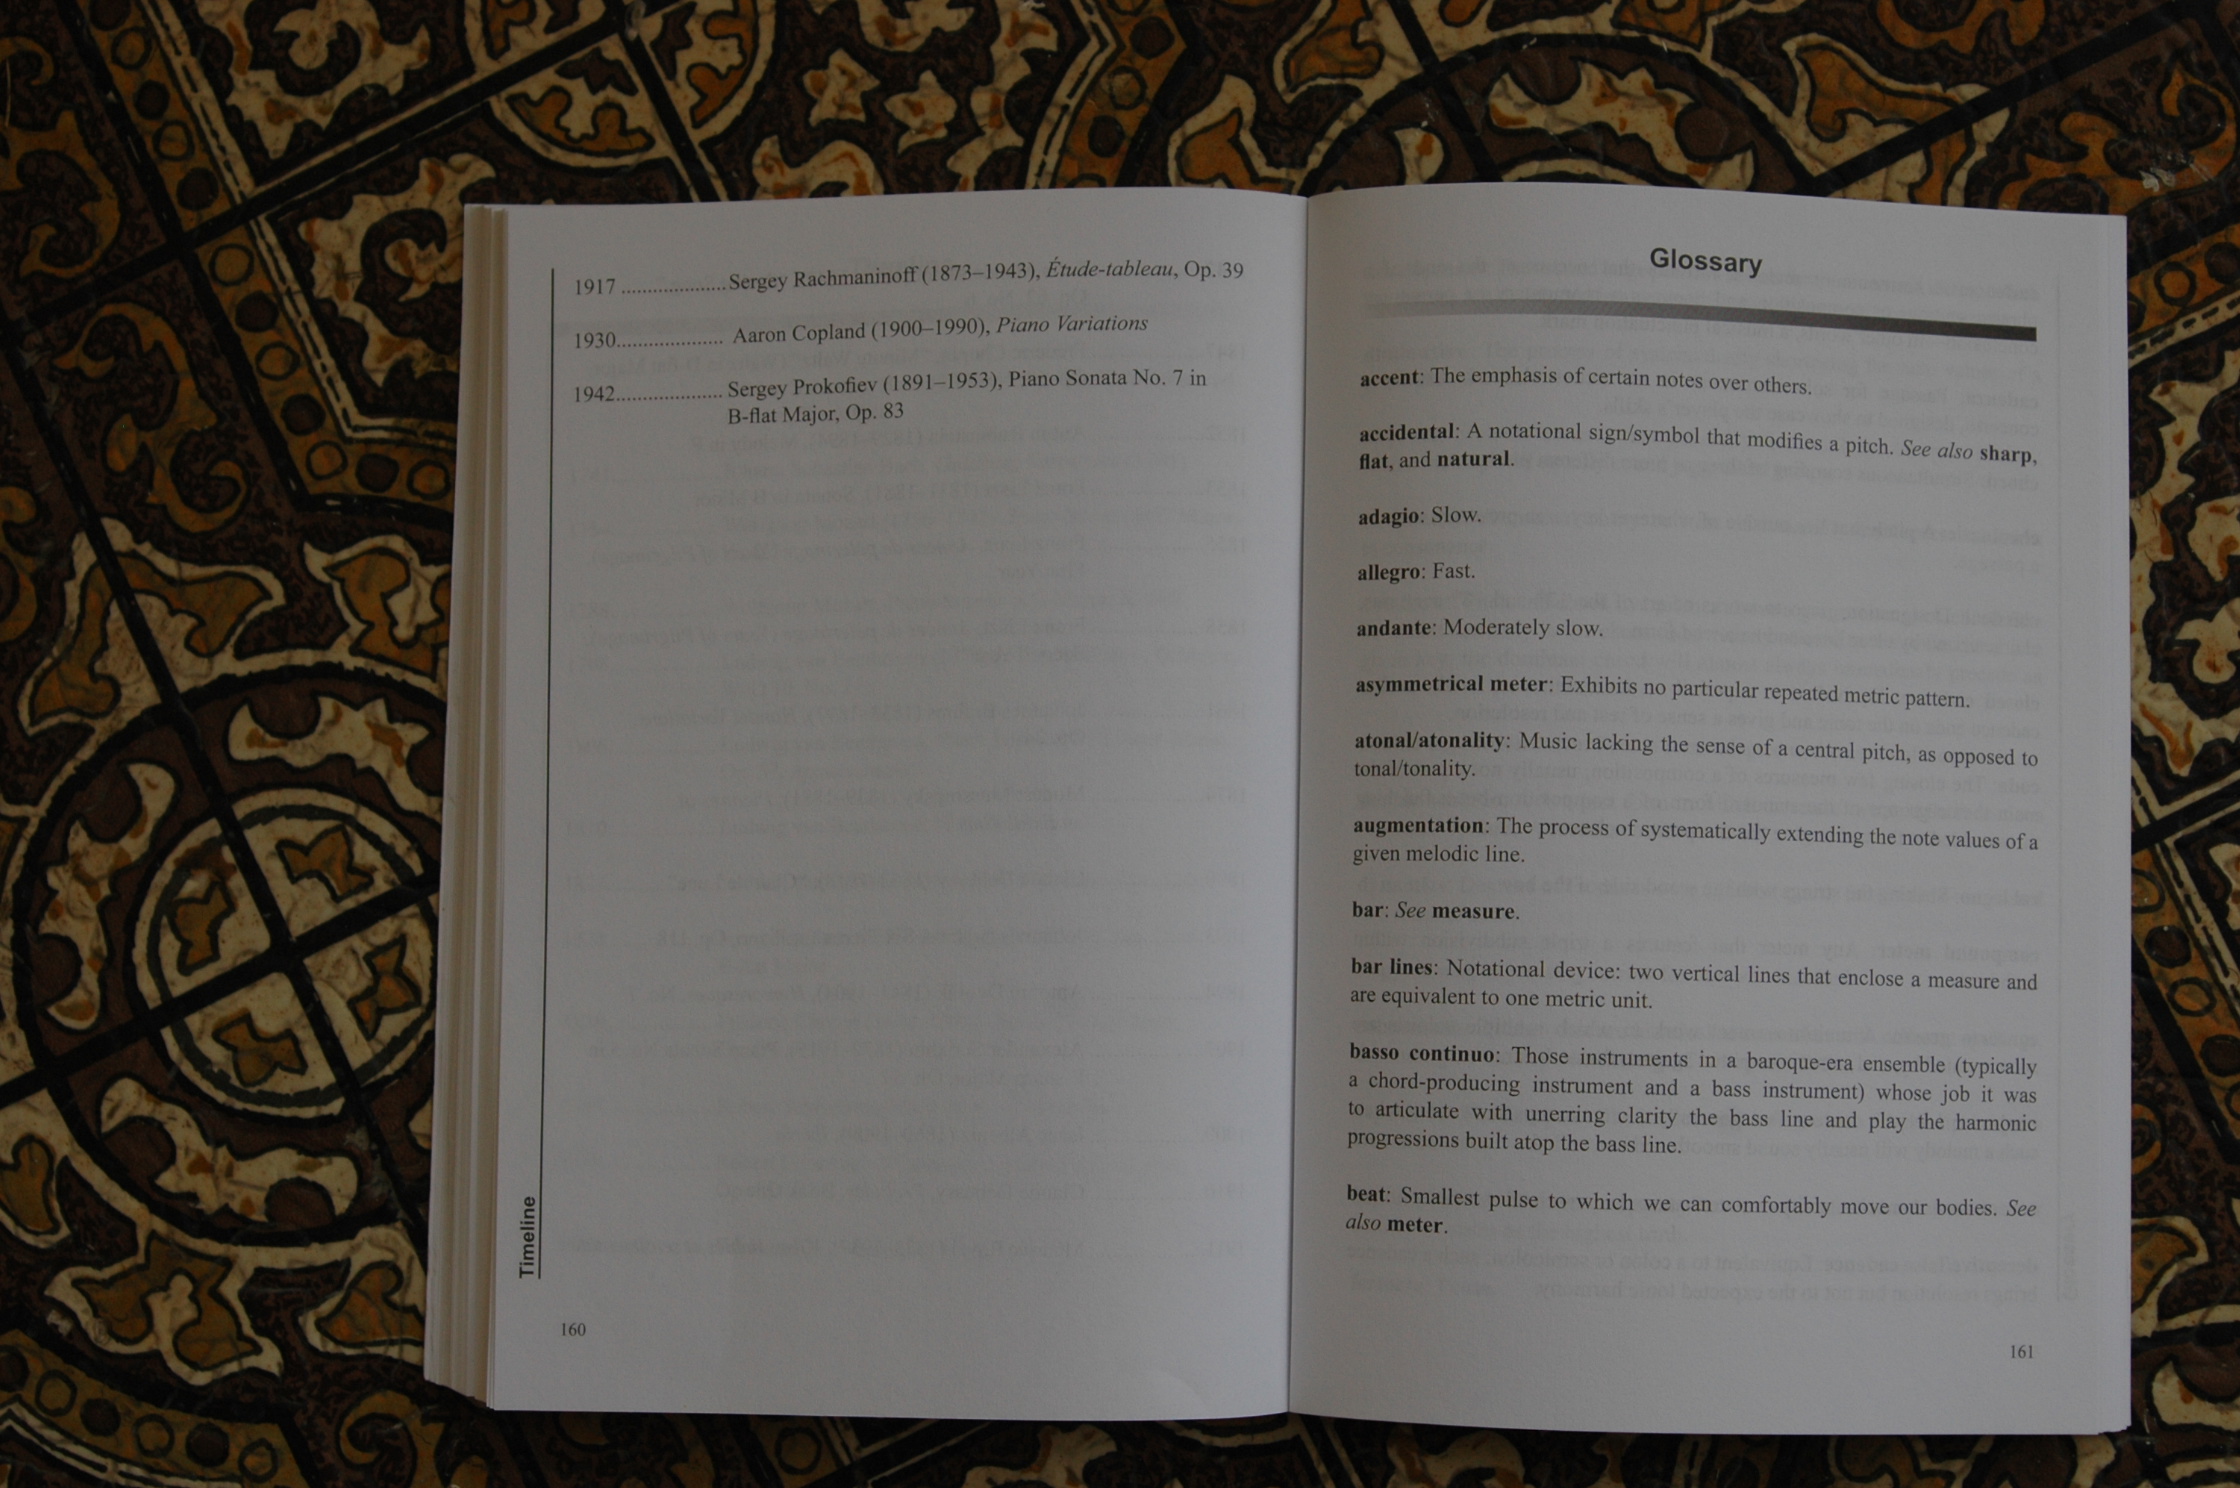 1917 ..................Sergey Rachmaninoff (1873–1943), Étude-tableau, Op. 39
1930.................. Aaron Copland (1900–1990), Piano Variations
1942.................. Sergey Prokofiev (1891–1953), Piano Sonata No. 7 in
B-flat Major, Op. 83
Timeline
160
Glossary
accent: The emphasis of certain notes over others.
accidental: A notational sign/symbol that modifies a pitch. See also sharp,
flat, and natural.
adagio: Slow.
allegro: Fast.
andante: Moderately slow.
asymmetrical meter: Exhibits no particular repeated metric pattern.
atonal/atonality: Music lacking the sense of a central pitch, as opposed to
tonal/tonality.
augmentation: The process of systematically extending the note values of a
given melodic line.
bar: See measure.
bar lines: Notational device: two vertical lines that enclose a measure and
are equivalent to one metric unit.
basso continuo: Those instruments in a baroque-era ensemble (typically
a chord-producing instrument and a bass instrument) whose job it was
to articulate with unerring clarity the bass line and play the harmonic
progressions built atop the bass line.
beat: Smallest pulse to which we can comfortably move our bodies. See
also meter.
161